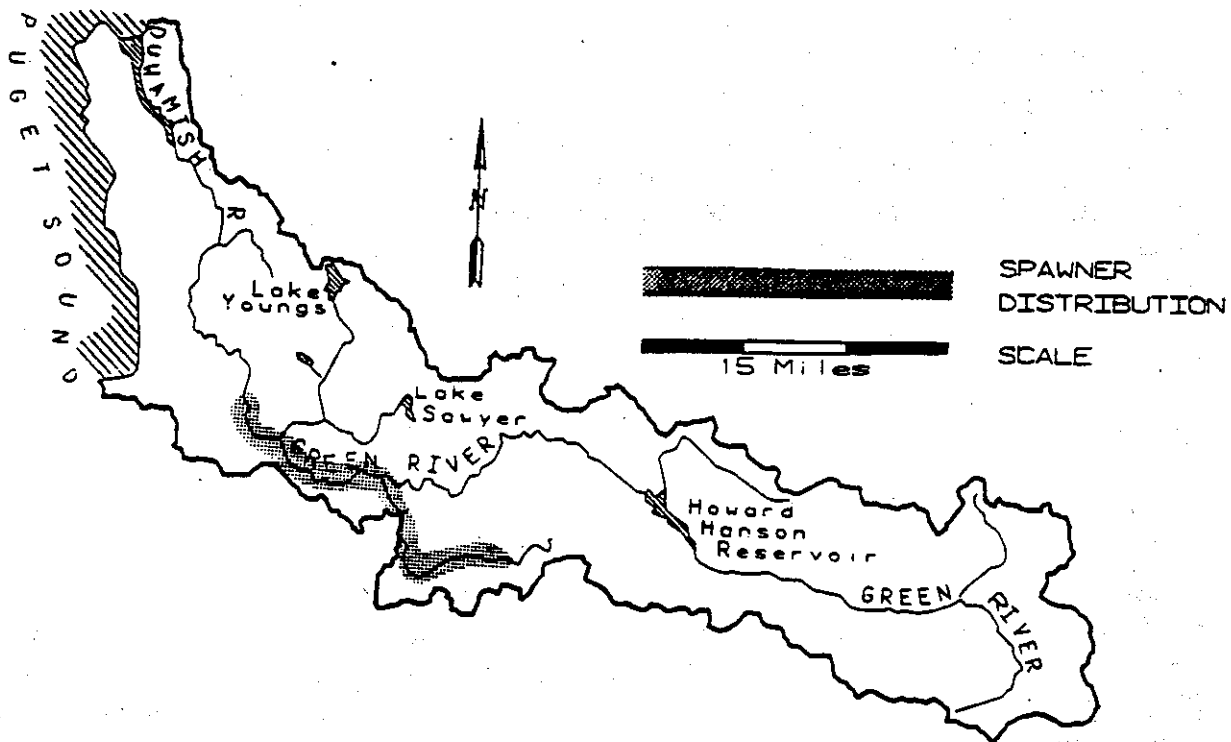 PUGET SOUND
DUWAMISH R
N
Lake
Youngs
Lake
Sawyer
GREEN RIVER
Howard
Hanson
Reservoir
GREEN RIVER
SPAWNER
DISTRIBUTION
15 Miles
SCALE